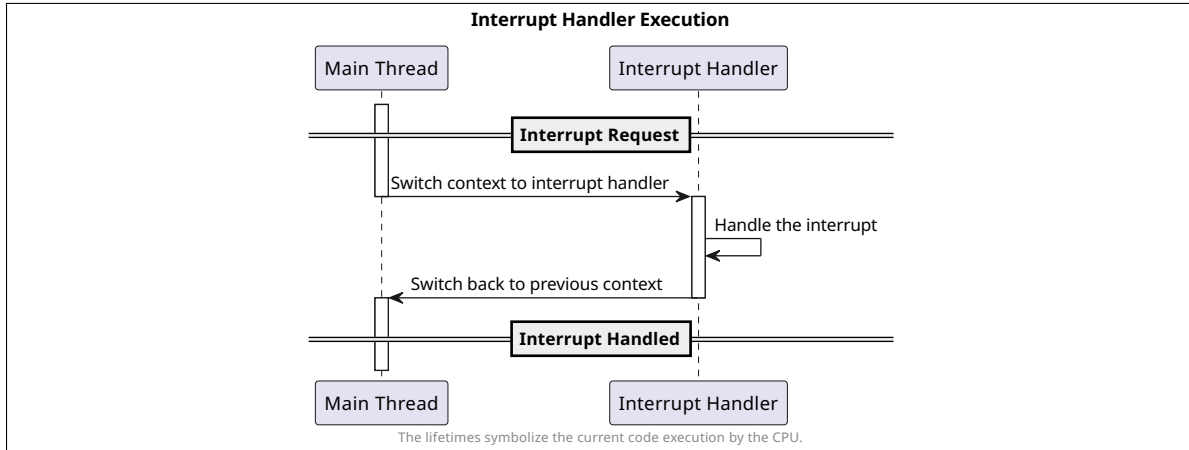 Interrupt Handler Execution
Main Thread
Interrupt Handler
Interrupt Request
Switch context to interrupt handler
Handle the interrupt
Switch back to previous context
Interrupt Handled
Main Thread
Interrupt Handler
The lifetimes symbolize the current code execution by the CPU.